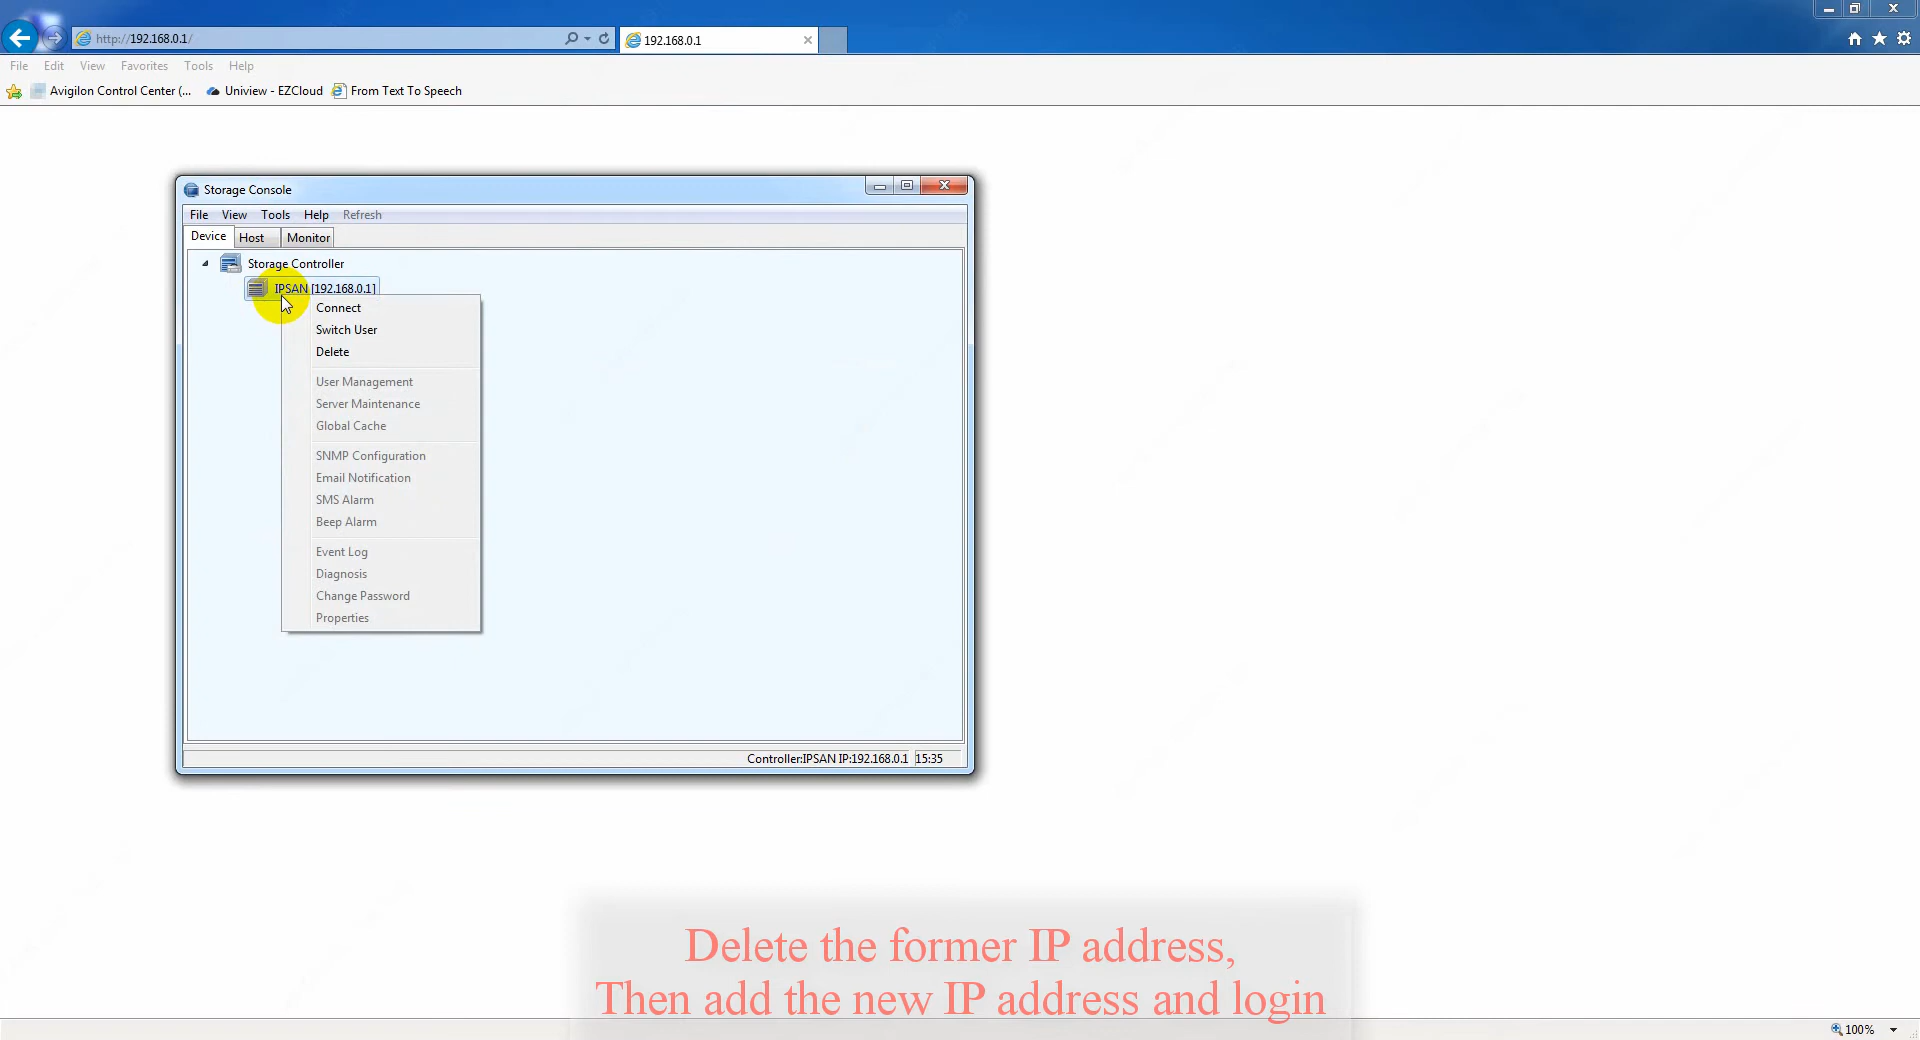 http://192.168.0.1/
192.168.0.1
File Edit View Favorites Tools Help
Avigilon Control Center (... Uniview - EZCloud From Text To Speech
Storage Console
File View Tools Help Refresh
Device Host Monitor
Storage Controller
IPSAN [192.168.0.1]
Connect
Switch User
Delete
User Management
Server Maintenance
Global Cache
SNMP Configuration
Email Notification
SMS Alarm
Beep Alarm
Event Log
Diagnosis
Change Password
Properties
Controller:IPSAN IP:192.168.0.1 15:35
Delete the former IP address,
Then add the new IP address and login
100%